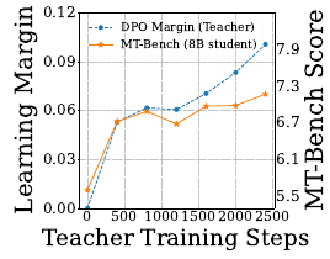 DPO Margin (Teacher)
MT-Bench (8B student)
Learning Margin
0.12
0.09
0.06
0.03
0.00
MT-Bench Score
7.9
7.3
6.7
6.1
5.5
0 500 1000 1500 2000 2500
Teacher Training Steps